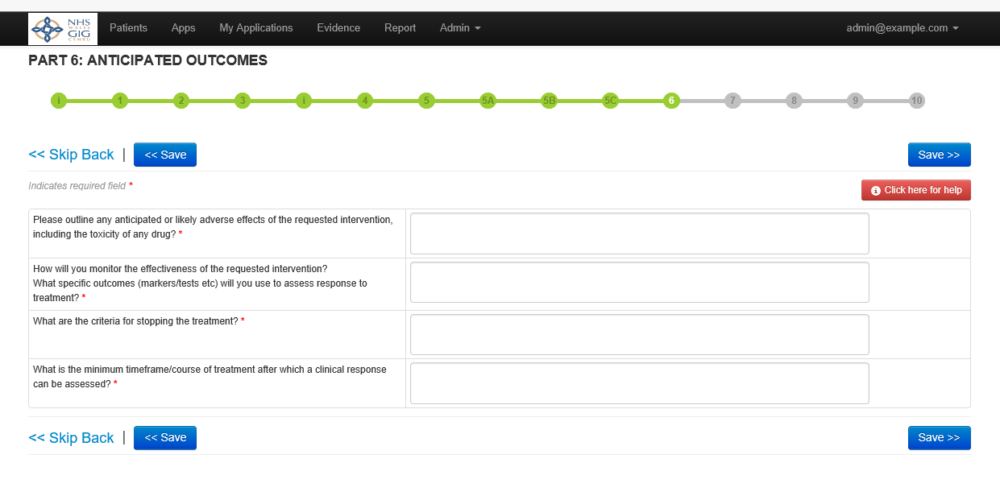 NHS
WALES
GIG
CYMRU
Patients Apps My Applications Evidence Report Admin admin@example.com
PART 6: ANTICIPATED OUTCOMES
i 1 2 3 i 4 5 5A 5B 5C 6 7 8 9 10
<< Skip Back | << Save Save >>
Indicates required field *
Click here for help
Please outline any anticipated or likely adverse effects of the requested intervention,
including the toxicity of any drug? *
How will you monitor the effectiveness of the requested intervention?
What specific outcomes (markers/tests etc) will you use to assess response to
treatment? *
What are the criteria for stopping the treatment? *
What is the minimum timeframe/course of treatment after which a clinical response
can be assessed? *
<< Skip Back | << Save Save >>